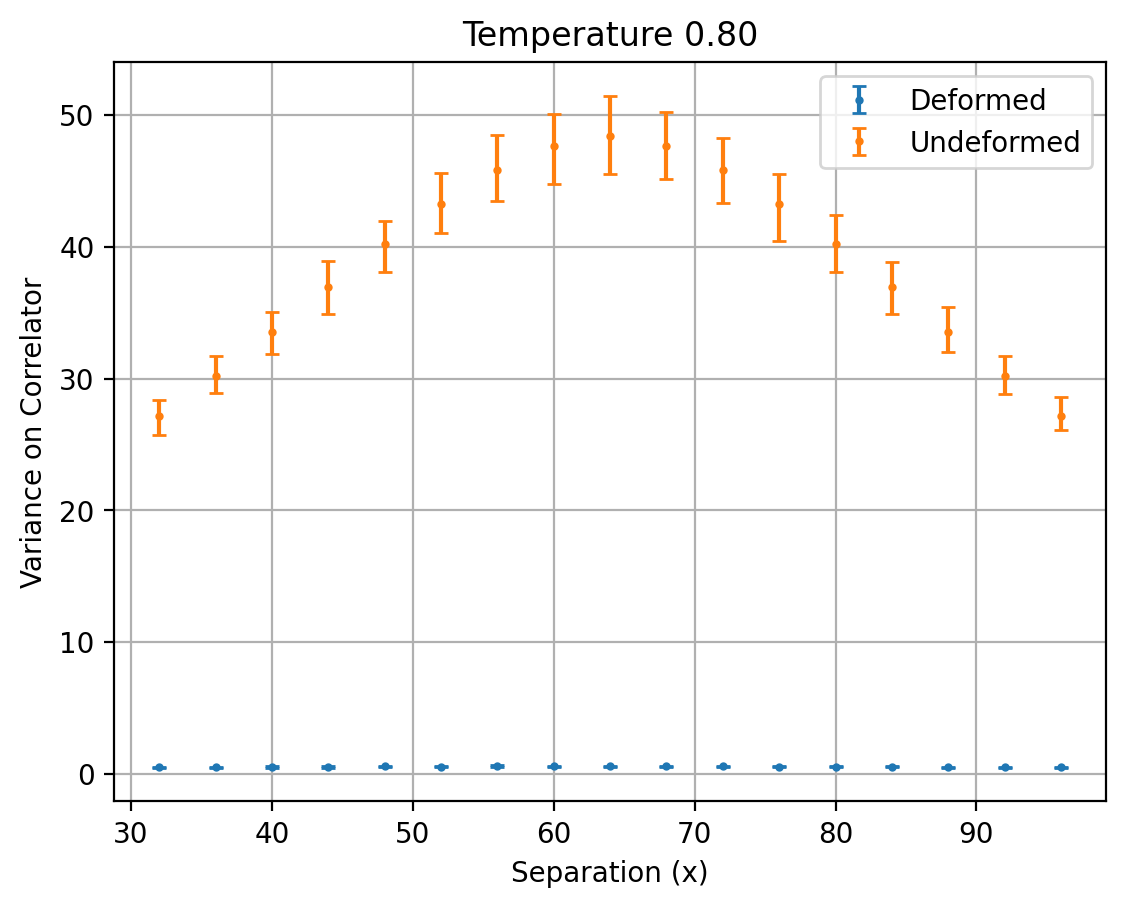 Temperature 0.80
Deformed
Undeformed
Variance on Correlator
50
40
30
20
10
0
30 40 50 60 70 80 90
Separation (x)